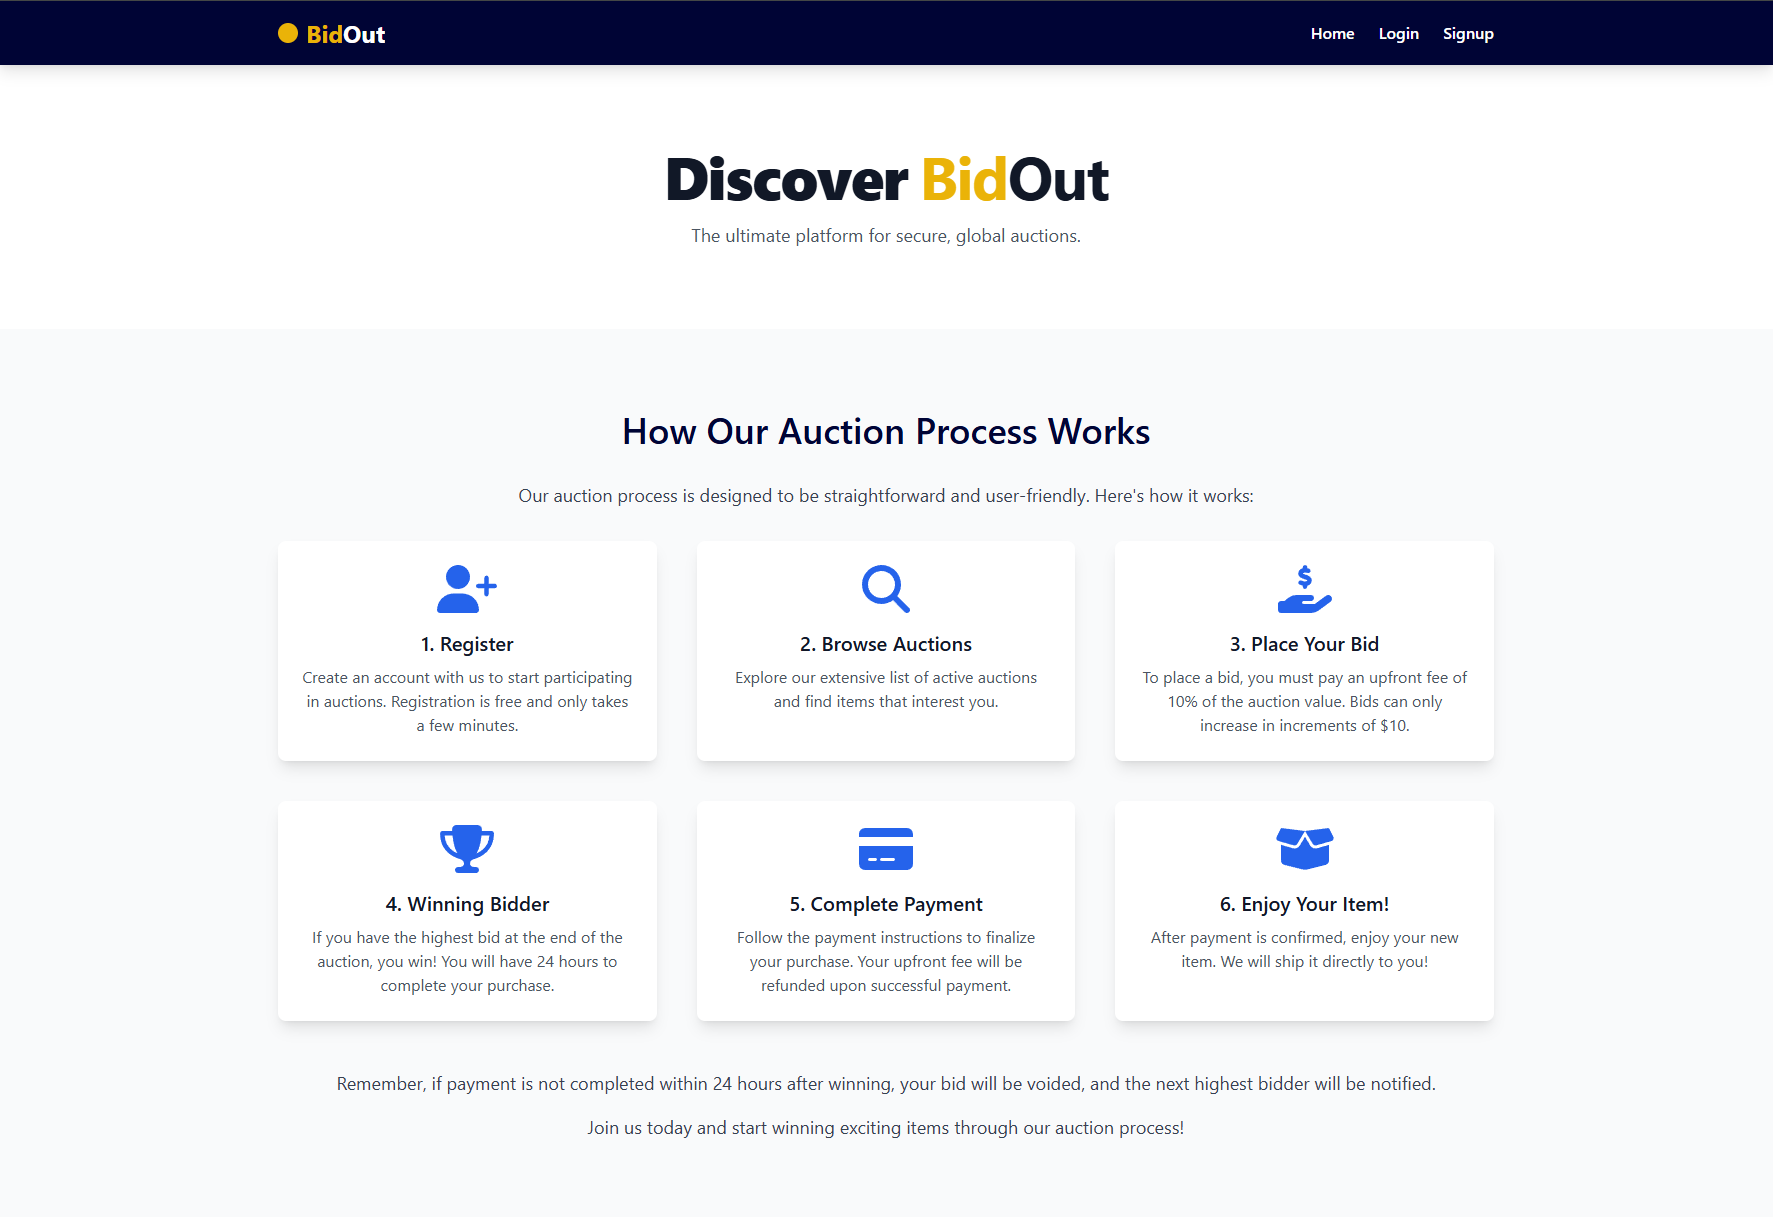 BidOut
Home Login Signup
Discover BidOut
The ultimate platform for secure, global auctions.
How Our Auction Process Works
Our auction process is designed to be straightforward and user-friendly. Here's how it works:
1. Register
Create an account with us to start participating
in auctions. Registration is free and only takes
a few minutes.
2. Browse Auctions
Explore our extensive list of active auctions
and find items that interest you.
3. Place Your Bid
To place a bid, you must pay an upfront fee of
10% of the auction value. Bids can only
increase in increments of $10.
4. Winning Bidder
If you have the highest bid at the end of the
auction, you win! You will have 24 hours to
complete your purchase.
5. Complete Payment
Follow the payment instructions to finalize
your purchase. Your upfront fee will be
refunded upon successful payment.
6. Enjoy Your Item!
After payment is confirmed, enjoy your new
item. We will ship it directly to you!
Remember, if payment is not completed within 24 hours after winning, your bid will be voided, and the next highest bidder will be notified.
Join us today and start winning exciting items through our auction process!